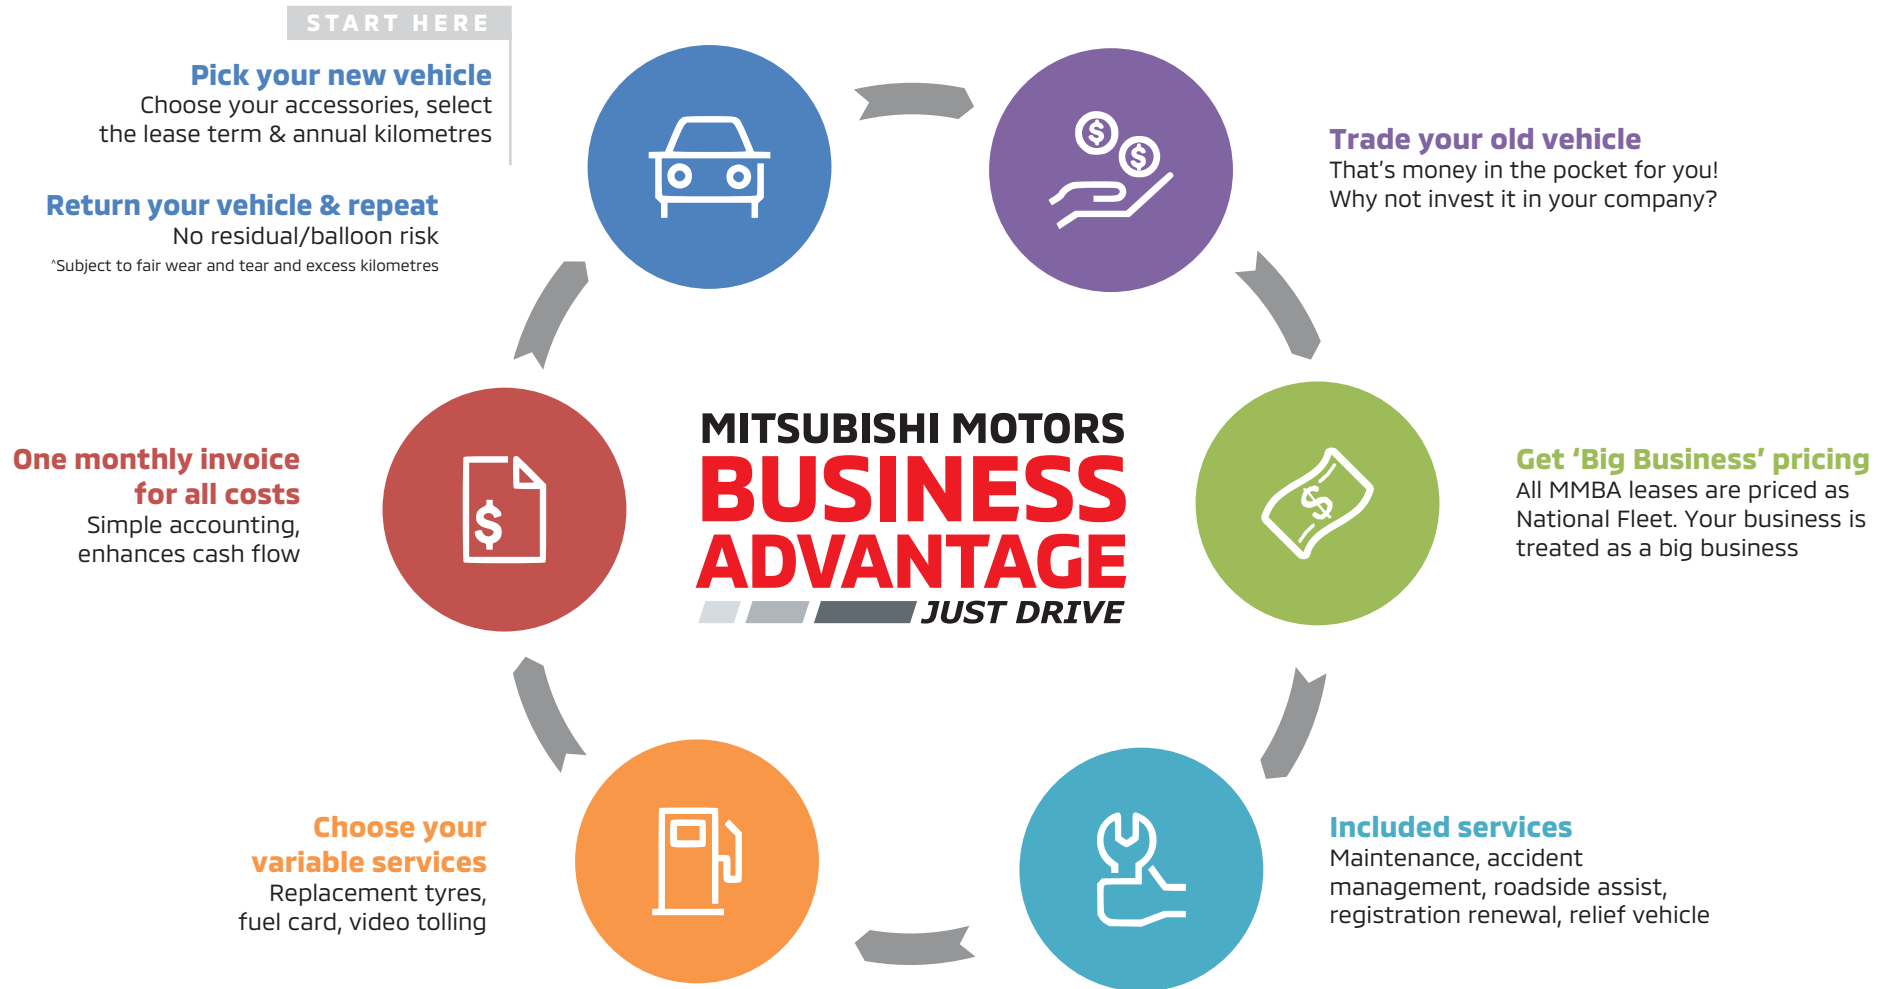 START HERE
Pick your new vehicle
Choose your accessories, select
the lease term & annual kilometres
Return your vehicle & repeat
No residual/balloon risk
^Subject to fair wear and tear and excess kilometres
Trade your old vehicle
That's money in the pocket for you!
Why not invest it in your company?
Get ‘Big Business’ pricing
All MMBA leases are priced as
National Fleet. Your business is
treated as a big business
Included services
Maintenance, accident
management, roadside assist,
registration renewal, relief vehicle
Choose your
variable services
Replacement tyres,
fuel card, video tolling
One monthly invoice
for all costs
Simple accounting,
enhances cash flow
MITSUBISHI MOTORS
BUSINESS
ADVANTAGE
JUST DRIVE
$
$
$
$